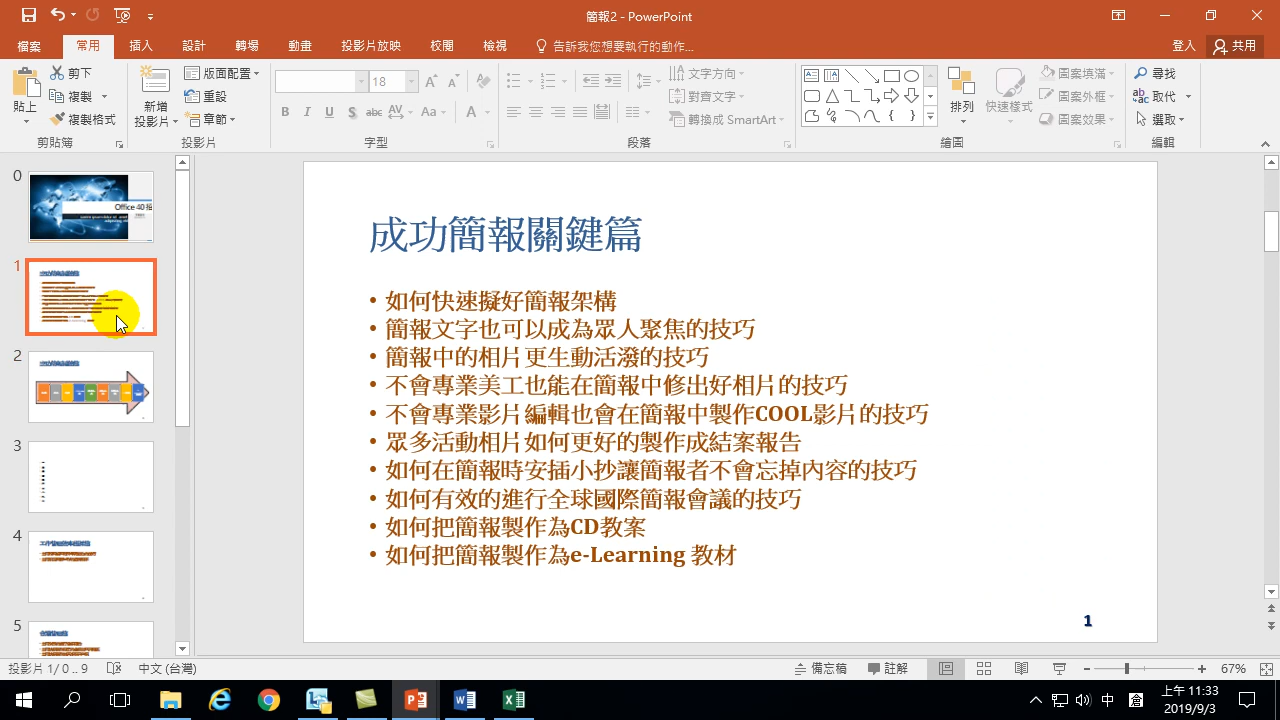 簡報2 - PowerPoint
檔案 常用 插入 設計 轉場 動畫 投影片放映 校閱 檢視 告訴我您想要執行的動作... 登入 共用
貼上 剪下 複製 複製格式 剪貼簿
新增投影片 版面配置 重設 章節 投影片
18 B I U S abc AV Aa A 字型
文字方向 對齊文字 轉換成 SmartArt 段落
排列 快速樣式 圖案填滿 圖案外框 圖案效果 繪圖
尋找 取代 選取 編輯
0
Office 40 招
1
2
3
4
5
成功簡報關鍵篇
• 如何快速擬好簡報架構
• 簡報文字也可以成為眾人聚焦的技巧
• 簡報中的相片更生動活潑的技巧
• 不會專業美工也能在簡報中修出好相片的技巧
• 不會專業影片編輯也會在簡報中製作COOL影片的技巧
• 眾多活動相片如何更好的製作成結案報告
• 如何在簡報時安插小抄讓簡報者不會忘掉內容的技巧
• 如何有效的進行全球國際簡報會議的技巧
• 如何把簡報製作為CD教案
• 如何把簡報製作為e-Learning 教材
1
投影片 1/ 0 .. 9 中文 (台灣) 備忘稿 註解 67%
中 上午 11:33
2019/9/3